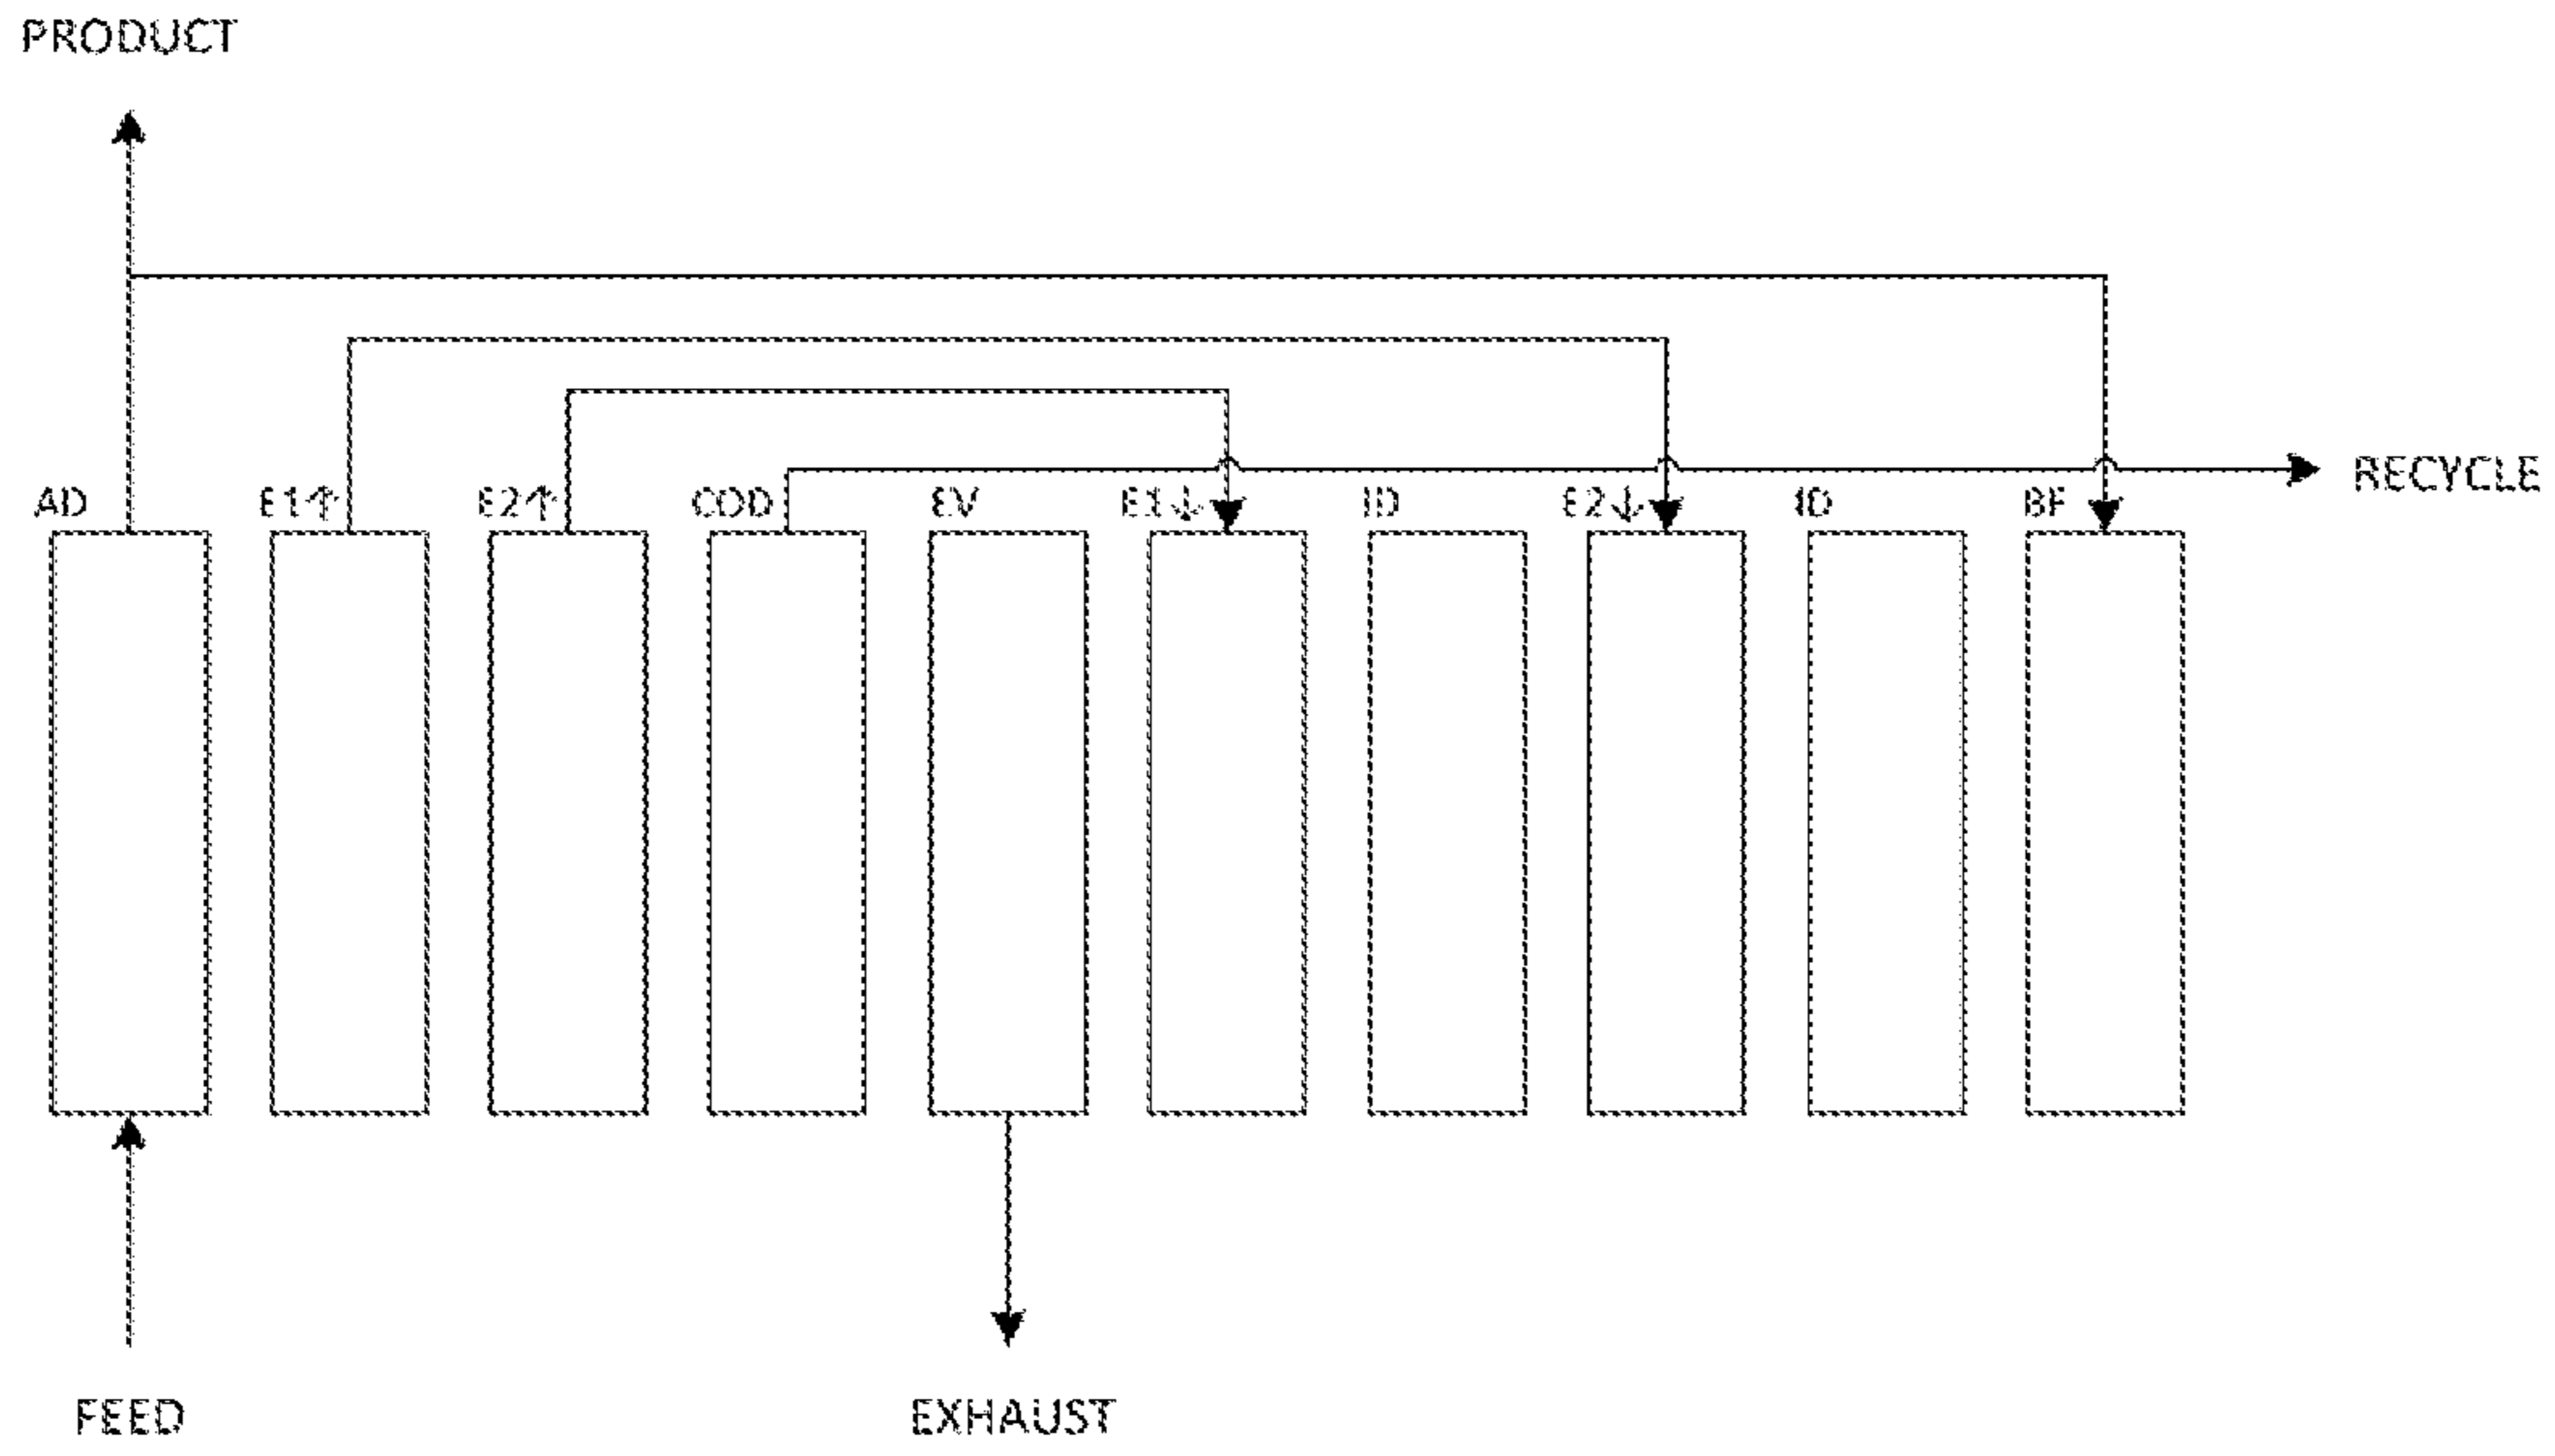 PRODUCT
RECYCLE
AD E1↑ E2↑ COD EV E1↓ ID E2↓ ID BF
FEED EXHAUST